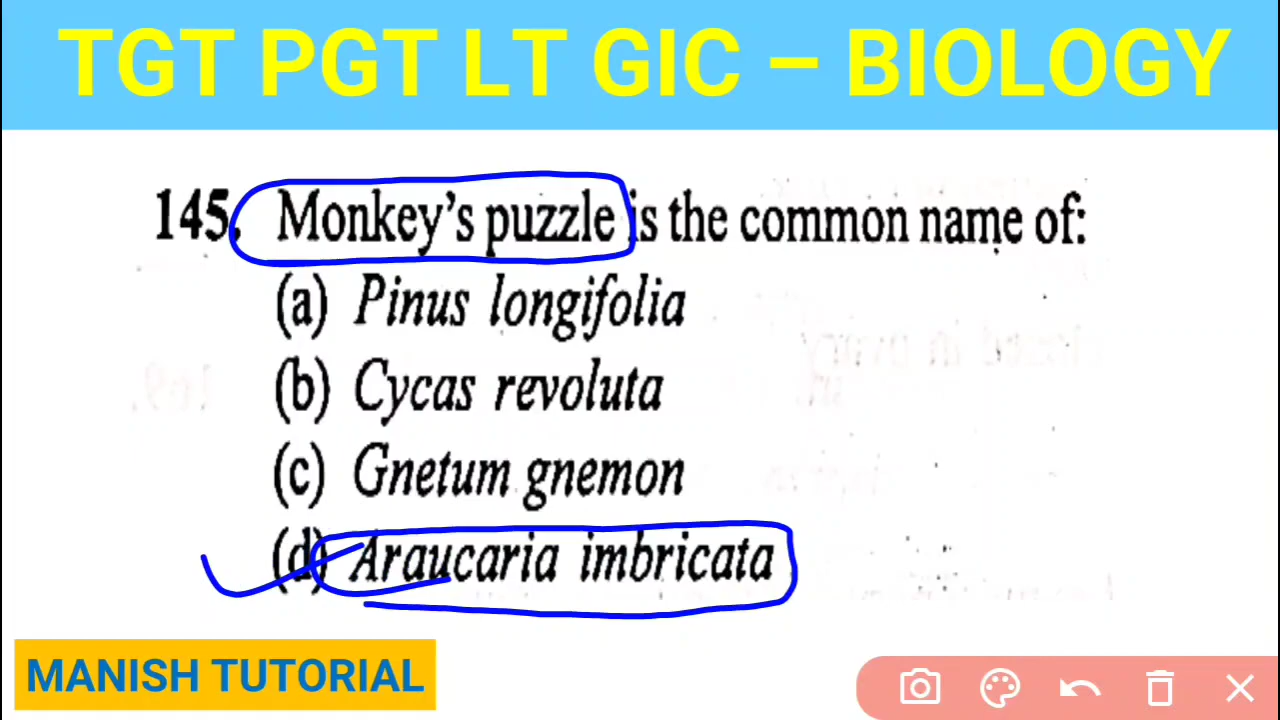 TGT PGT LT GIC – BIOLOGY
145. Monkey's puzzle is the common name of:
(a) Pinus longifolia
(b) Cycas revoluta
(c) Gnetum gnemon
(d) Araucaria imbricata
MANISH TUTORIAL